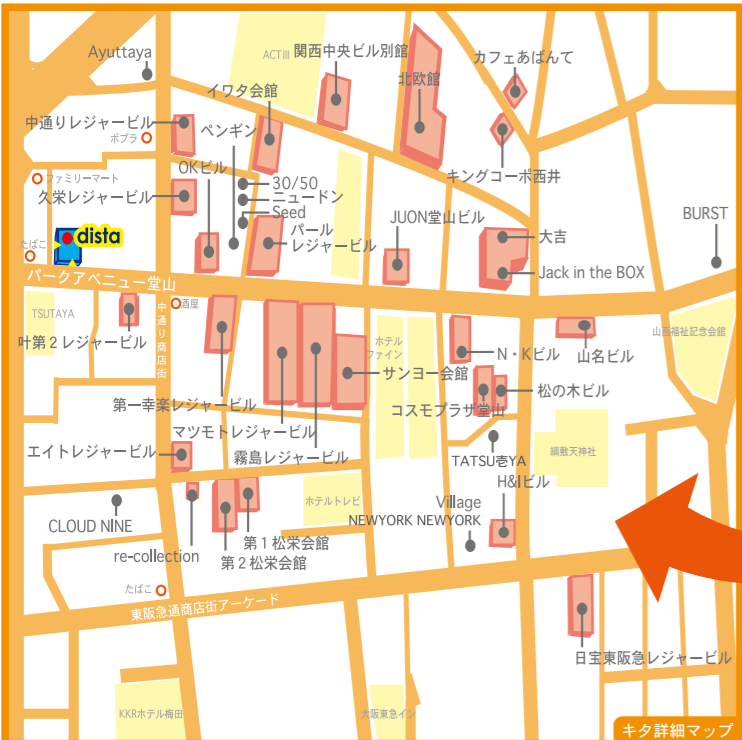 Ayuttaya
ACTⅢ
関西中央ビル別館
カフェあばんて
北欧館
イワタ会館
中通りレジャービル
ポプラ
ペンギン
OKビル
キングコーポ西井
ファミリーマート
久栄レジャービル
30/50
ニュードン
Seed
パール
レジャービル
JUON堂山ビル
BURST
大吉
dista
たばこ
Jack in the BOX
パークアベニュー堂山
TSUTAYA
酒屋
中通り商店街
叶第２レジャービル
ホテル
ファイン
N・Kビル
山名ビル
山西福祉記念会館
サンヨー会館
松の木ビル
コスモプラザ堂山
第一幸楽レジャービル
マツモトレジャービル
霧島レジャービル
エイトレジャービル
TATSU壱YA
綱敷天神社
H&Iビル
CLOUD NINE
ホテルトレビ
Village
NEWYORK NEWYORK
第１松栄会館
re-collection
第２松栄会館
たばこ
東阪急通商店街アーケード
日宝東阪急レジャービル
KKRホテル梅田
大阪東急イン
キタ詳細マップ